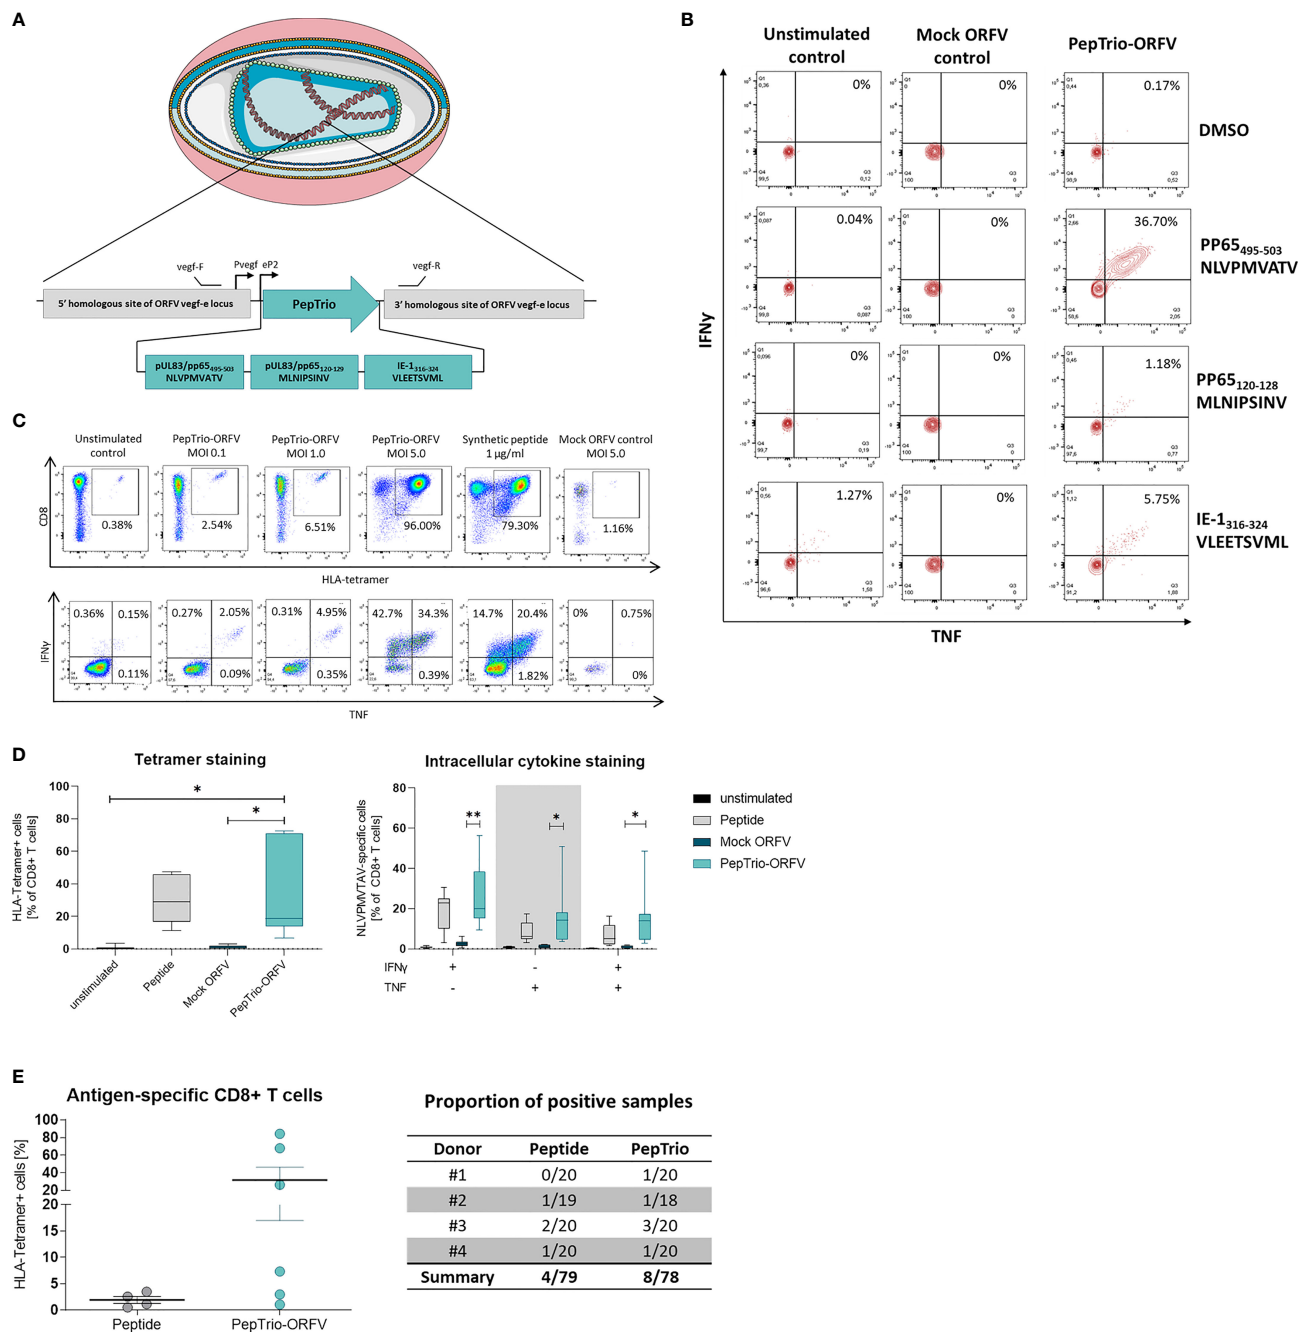 A
vegf-F
Pvegf
eP2
vegf-R
5' homologous site of ORFV vegf-e locus
PepTrio
3' homologous site of ORFV vegf-e locus
pUL83/pp65495-503
NLVPMVATV
pUL83/pp65120-129
MLNIPSINV
IE-1316-324
VLEETSVML
B
Unstimulated control
Mock ORFV control
PepTrio-ORFV
0%
0%
0.17%
DMSO
0.04%
0%
36.70%
PP65495-503
NLVPMVATV
0%
0%
1.18%
PP65120-128
MLNIPSINV
1.27%
0%
5.75%
IE-1316-324
VLEETSVML
IFNγ
TNF
C
Unstimulated control
PepTrio-ORFV MOI 0.1
PepTrio-ORFV MOI 1.0
PepTrio-ORFV MOI 5.0
Synthetic peptide 1 µg/ml
Mock ORFV control MOI 5.0
CD8
0.38%
2.54%
6.51%
96.00%
79.30%
1.16%
HLA-tetramer
IFNγ
0.36% 0.15%
0.11%
0.27% 2.05%
0.09%
0.31% 4.95%
0.35%
42.7% 34.3%
0.39%
14.7% 20.4%
1.82%
0% 0.75%
0%
TNF
D
Tetramer staining
HLA-Tetramer+ cells
[% of CD8+ T cells]
100
80
60
40
20
0
*
*
unstimulated
Peptide
Mock ORFV
PepTrio-ORFV
Intracellular cytokine staining
NLVPMVTAV-specific cells
[% of CD8+ T cells]
80
60
40
20
0
**
*
*
IFNγ + - +
TNF - + +
unstimulated
Peptide
Mock ORFV
PepTrio-ORFV
E
Antigen-specific CD8+ T cells
HLA-Tetramer+ cells [%]
100
80
60
40
20
20
15
10
5
0
Peptide
PepTrio-ORFV
Proportion of positive samples
Donor Peptide PepTrio
#1 0/20 1/20
#2 1/19 1/18
#3 2/20 3/20
#4 1/20 1/20
Summary 4/79 8/78